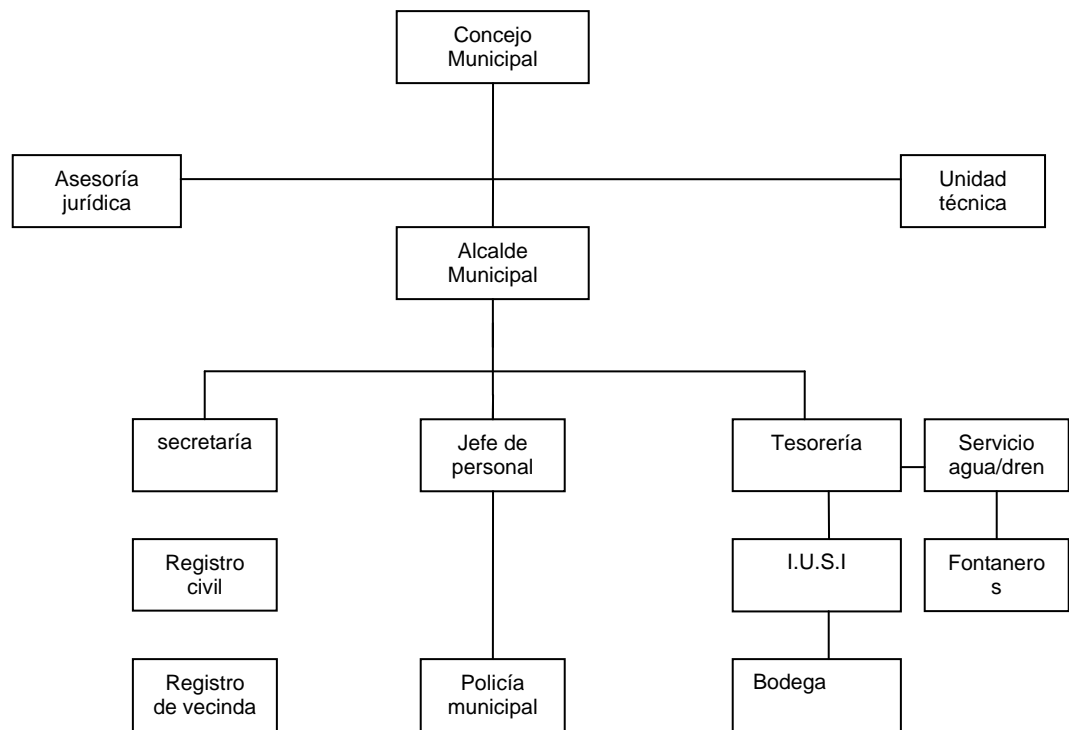 Concejo
Municipal
Asesoría
jurídica
Unidad
técnica
Alcalde
Municipal
secretaría
Jefe de
personal
Tesorería
Servicio
agua/dren
Registro
civil
I.U.S.I
Fontanero
s
Registro
de vecinda
Policía
municipal
Bodega